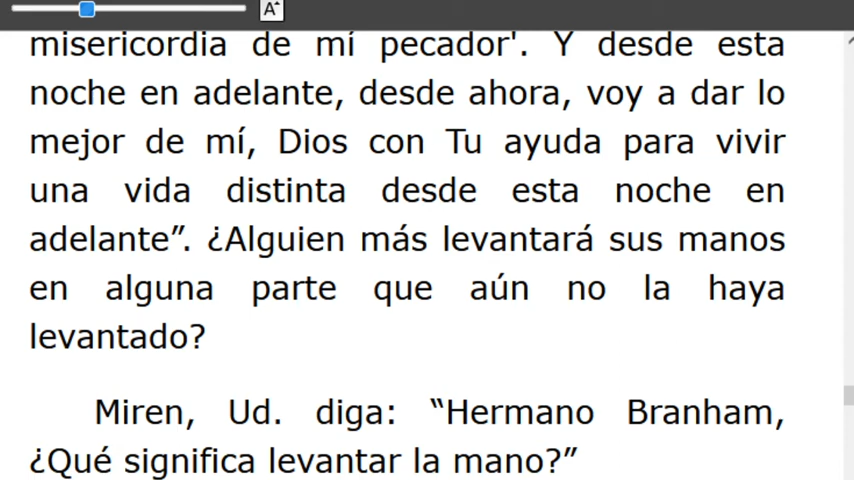 A
misericordia de mí pecador'. Y desde esta
noche en adelante, desde ahora, voy a dar lo
mejor de mí, Dios con Tu ayuda para vivir
una vida distinta desde esta noche en
adelante”. ¿Alguien más levantará sus manos
en alguna parte que aún no la haya
levantado?
Miren, Ud. diga: “Hermano Branham,
¿Qué significa levantar la mano?”